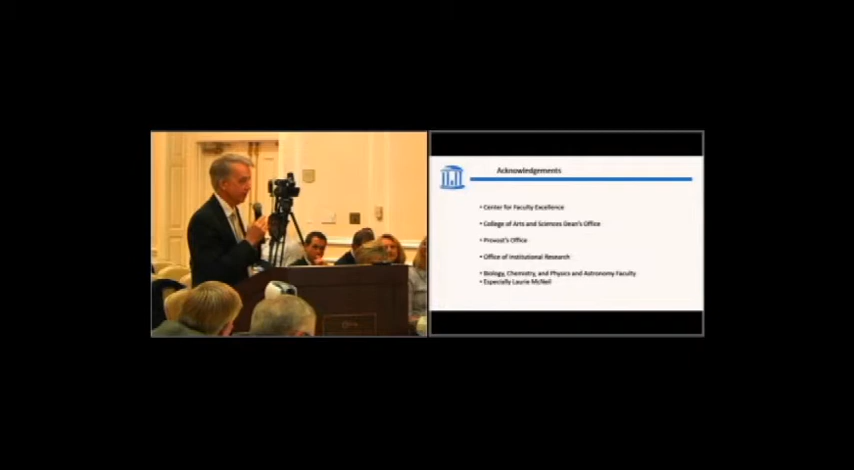 Acknowledgements
• Center for Faculty Excellence
• College of Arts and Sciences Dean's Office
• Provost's Office
• Office of Institutional Research
• Biology, Chemistry, and Physics and Astronomy Faculty
• Especially Laurie McNeil